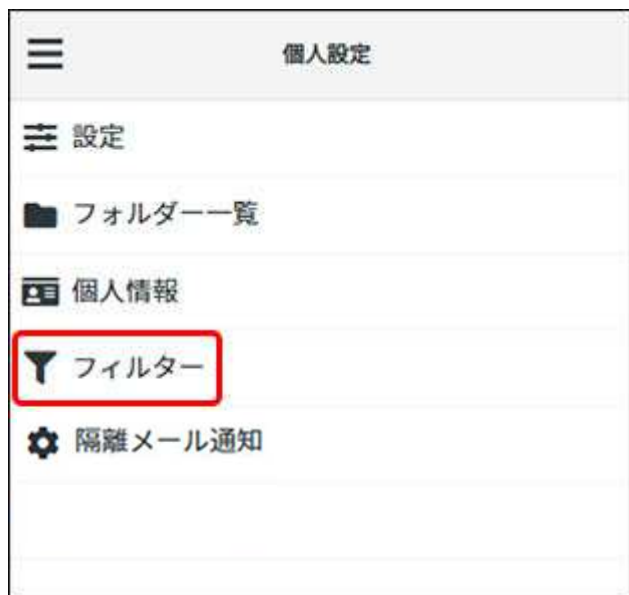 個人設定
設定
フォルダー一覧
個人情報
フィルター
隔離メール通知